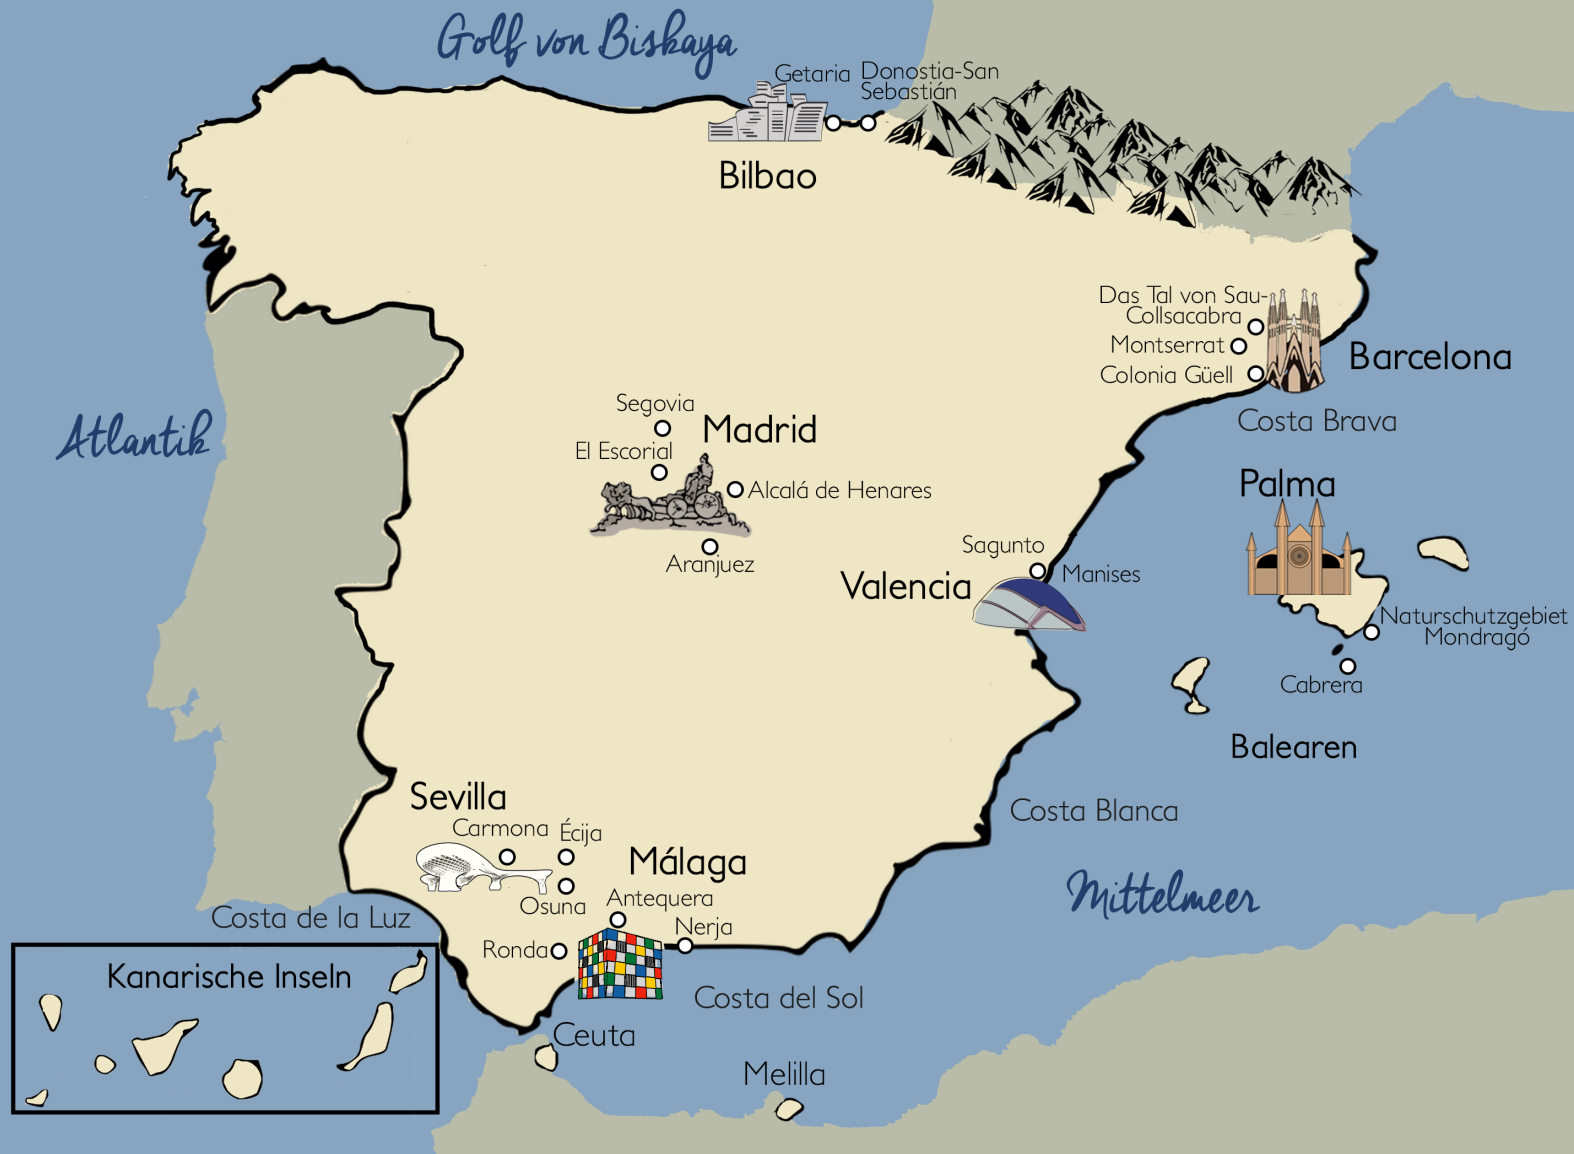 Golf von Biskaya
Getaria
Donostia-San
Sebastián
Bilbao
Das Tal von Sau-
Collsacabra
Montserrat
Colonia Güell
Barcelona
Costa Brava
Atlantik
Segovia
Madrid
El Escorial
Alcalá de Henares
Aranjuez
Palma
Sagunto
Manises
Valencia
Naturschutzgebiet
Mondragó
Cabrera
Balearen
Sevilla
Carmona
Écija
Osuna
Málaga
Antequera
Nerja
Ronda
Costa Blanca
Mittelmeer
Costa de la Luz
Kanarische Inseln
Costa del Sol
Ceuta
Melilla